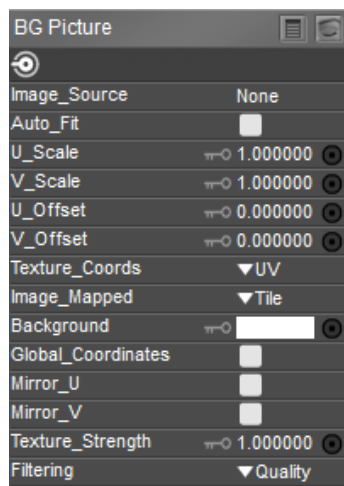 BG Picture
Image_Source None
Auto_Fit
U_Scale 1.000000
V_Scale 1.000000
U_Offset 0.000000
V_Offset 0.000000
Texture_Coords UV
Image_Mapped Tile
Background
Global_Coordinates
Mirror_U
Mirror_V
Texture_Strength 1.000000
Filtering Quality